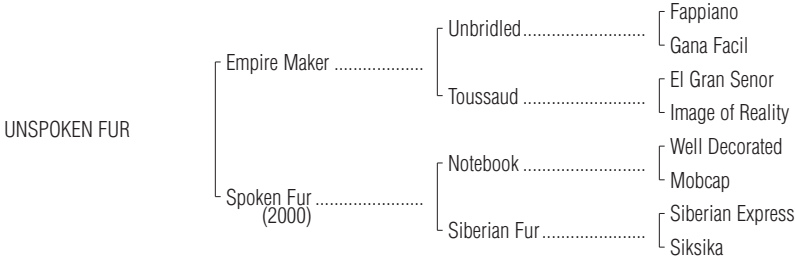 Fappiano
Unbridled
Gana Facil
Empire Maker
El Gran Senor
Toussaud
Image of Reality
UNSPOKEN FUR
Well Decorated
Notebook
Mobcap
Spoken Fur
(2000)
Siberian Express
Siberian Fur
Siksika